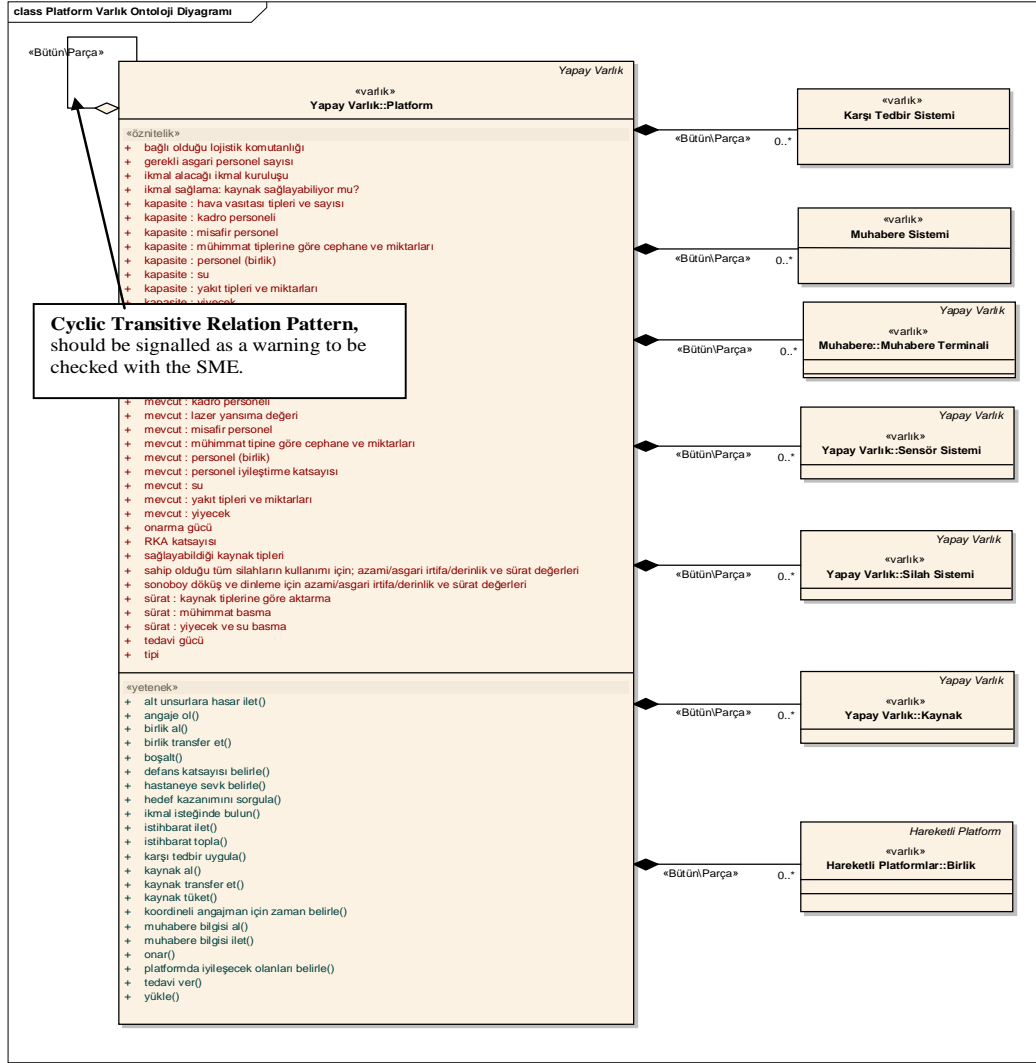 class Platform Varlık Ontoloji Diyagramı
«Bütün\Parça»
Yapay Varlık
«varlık»
Yapay Varlık::Platform
«öznitelik»
+ bağlı olduğu lojistik komutanlığı
+ gerekli asgari personel sayısı
+ ikmal alacağı ikmal kuruluşu
+ ikmal sağlama: kaynak sağlayabiliyor mu?
+ kapasite : hava vasıtası tipleri ve sayısı
+ kapasite : kadro personeli
+ kapasite : misafir personel
+ kapasite : mühimmat tiplerine göre cephane ve miktarları
+ kapasite : personel (birlik)
+ kapasite : su
+ kapasite : yakıt tipleri ve miktarları
+ kapasite : yiyecek
Cyclic Transitive Relation Pattern,
should be signalled as a warning to be
checked with the SME.
+ mevcut : kadro personeli
+ mevcut : lazer yansıma değeri
+ mevcut : misafir personel
+ mevcut : mühimmat tipine göre cephane ve miktarları
+ mevcut : personel (birlik)
+ mevcut : personel iyileştirme katsayısı
+ mevcut : su
+ mevcut : yakıt tipleri ve miktarları
+ mevcut : yiyecek
+ onarma gücü
+ RKA katsayısı
+ sağlayabildiği kaynak tipleri
+ sahip olduğu tüm silahların kullanımı için; azami/asgari irtifa/derinlik ve sürat değerleri
+ sonoboy döküş ve dinleme için azami/asgari irtifa/derinlik ve sürat değerleri
+ sürat : kaynak tiplerine göre aktarma
+ sürat : mühimmat basma
+ sürat : yiyecek ve su basma
+ tedavi gücü
+ tipi
«yetenek»
+ alt unsurlara hasar ilet()
+ angaje ol()
+ birlik al()
+ birlik transfer et()
+ boşalt()
+ defans katsayısı belirle()
+ hastaneye sevk belirle()
+ hedef kazanımını sorgula()
+ ikmal isteğinde bulun()
+ istihbarat ilet()
+ istihbarat topla()
+ karşı tedbir uygula()
+ kaynak al()
+ kaynak transfer et()
+ kaynak tüket()
+ koordineli angajman için zaman belirle()
+ muhabere bilgisi al()
+ muhabere bilgisi ilet()
+ onar()
+ platformda iyileşecek olanları belirle()
+ tedavi ver()
+ yükle()
«Bütün\Parça» 0..*
«varlık»
Karşı Tedbir Sistemi
«Bütün\Parça» 0..*
«varlık»
Muhabere Sistemi
«Bütün\Parça» 0..*
Yapay Varlık
«varlık»
Muhabere::Muhabere Terminali
«Bütün\Parça» 0..*
Yapay Varlık
«varlık»
Yapay Varlık::Sensör Sistemi
«Bütün\Parça» 0..*
Yapay Varlık
«varlık»
Yapay Varlık::Silah Sistemi
«Bütün\Parça» 0..*
Yapay Varlık
«varlık»
Yapay Varlık::Kaynak
«Bütün\Parça» 0..*
Hareketli Platform
«varlık»
Hareketli Platformlar::Birlik